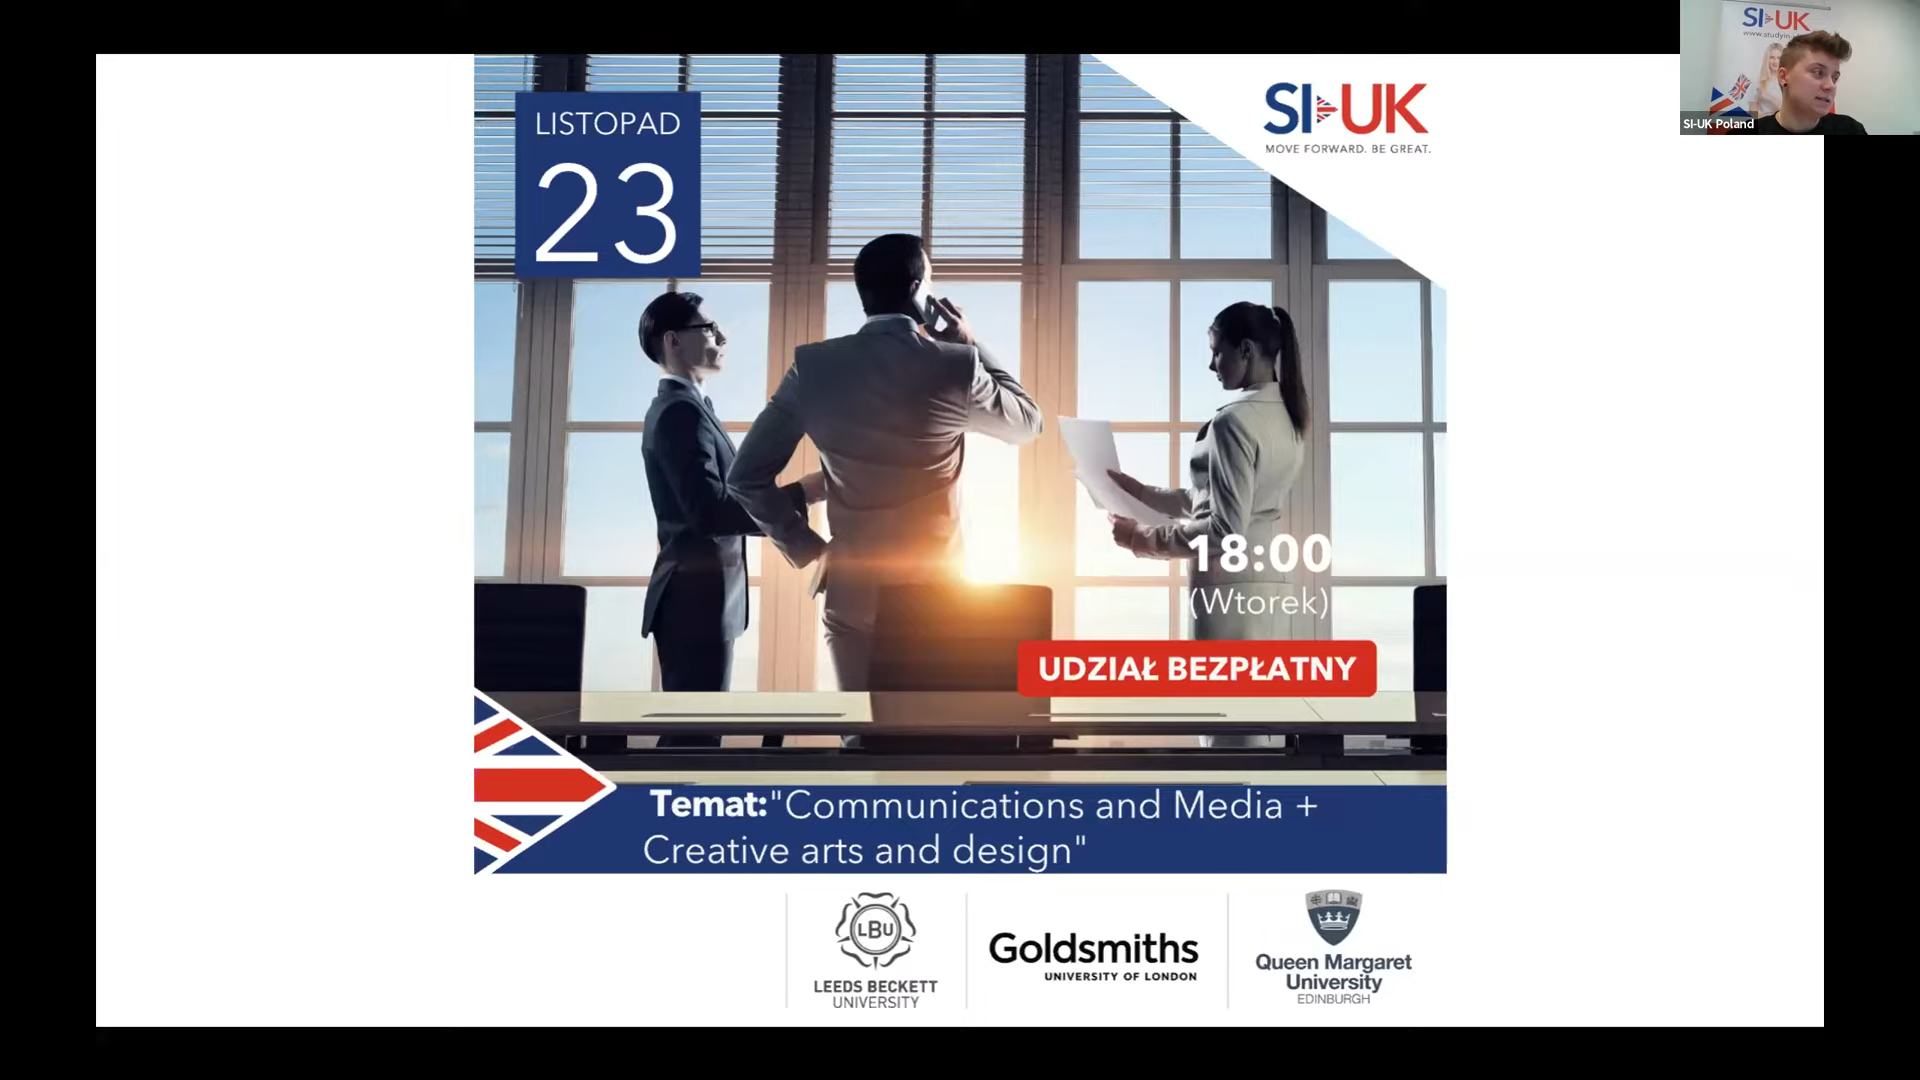 LISTOPAD
23
SI UK
MOVE FORWARD. BE GREAT.
18:00
(Wtorek)
UDZIAŁ BEZPŁATNY
Temat:"Communications and Media +
Creative arts and design"
LBU
LEEDS BECKETT
UNIVERSITY
Goldsmiths
UNIVERSITY OF LONDON
Queen Margaret
University
EDINBURGH
SI UK
www.studyin
SI-UK Poland